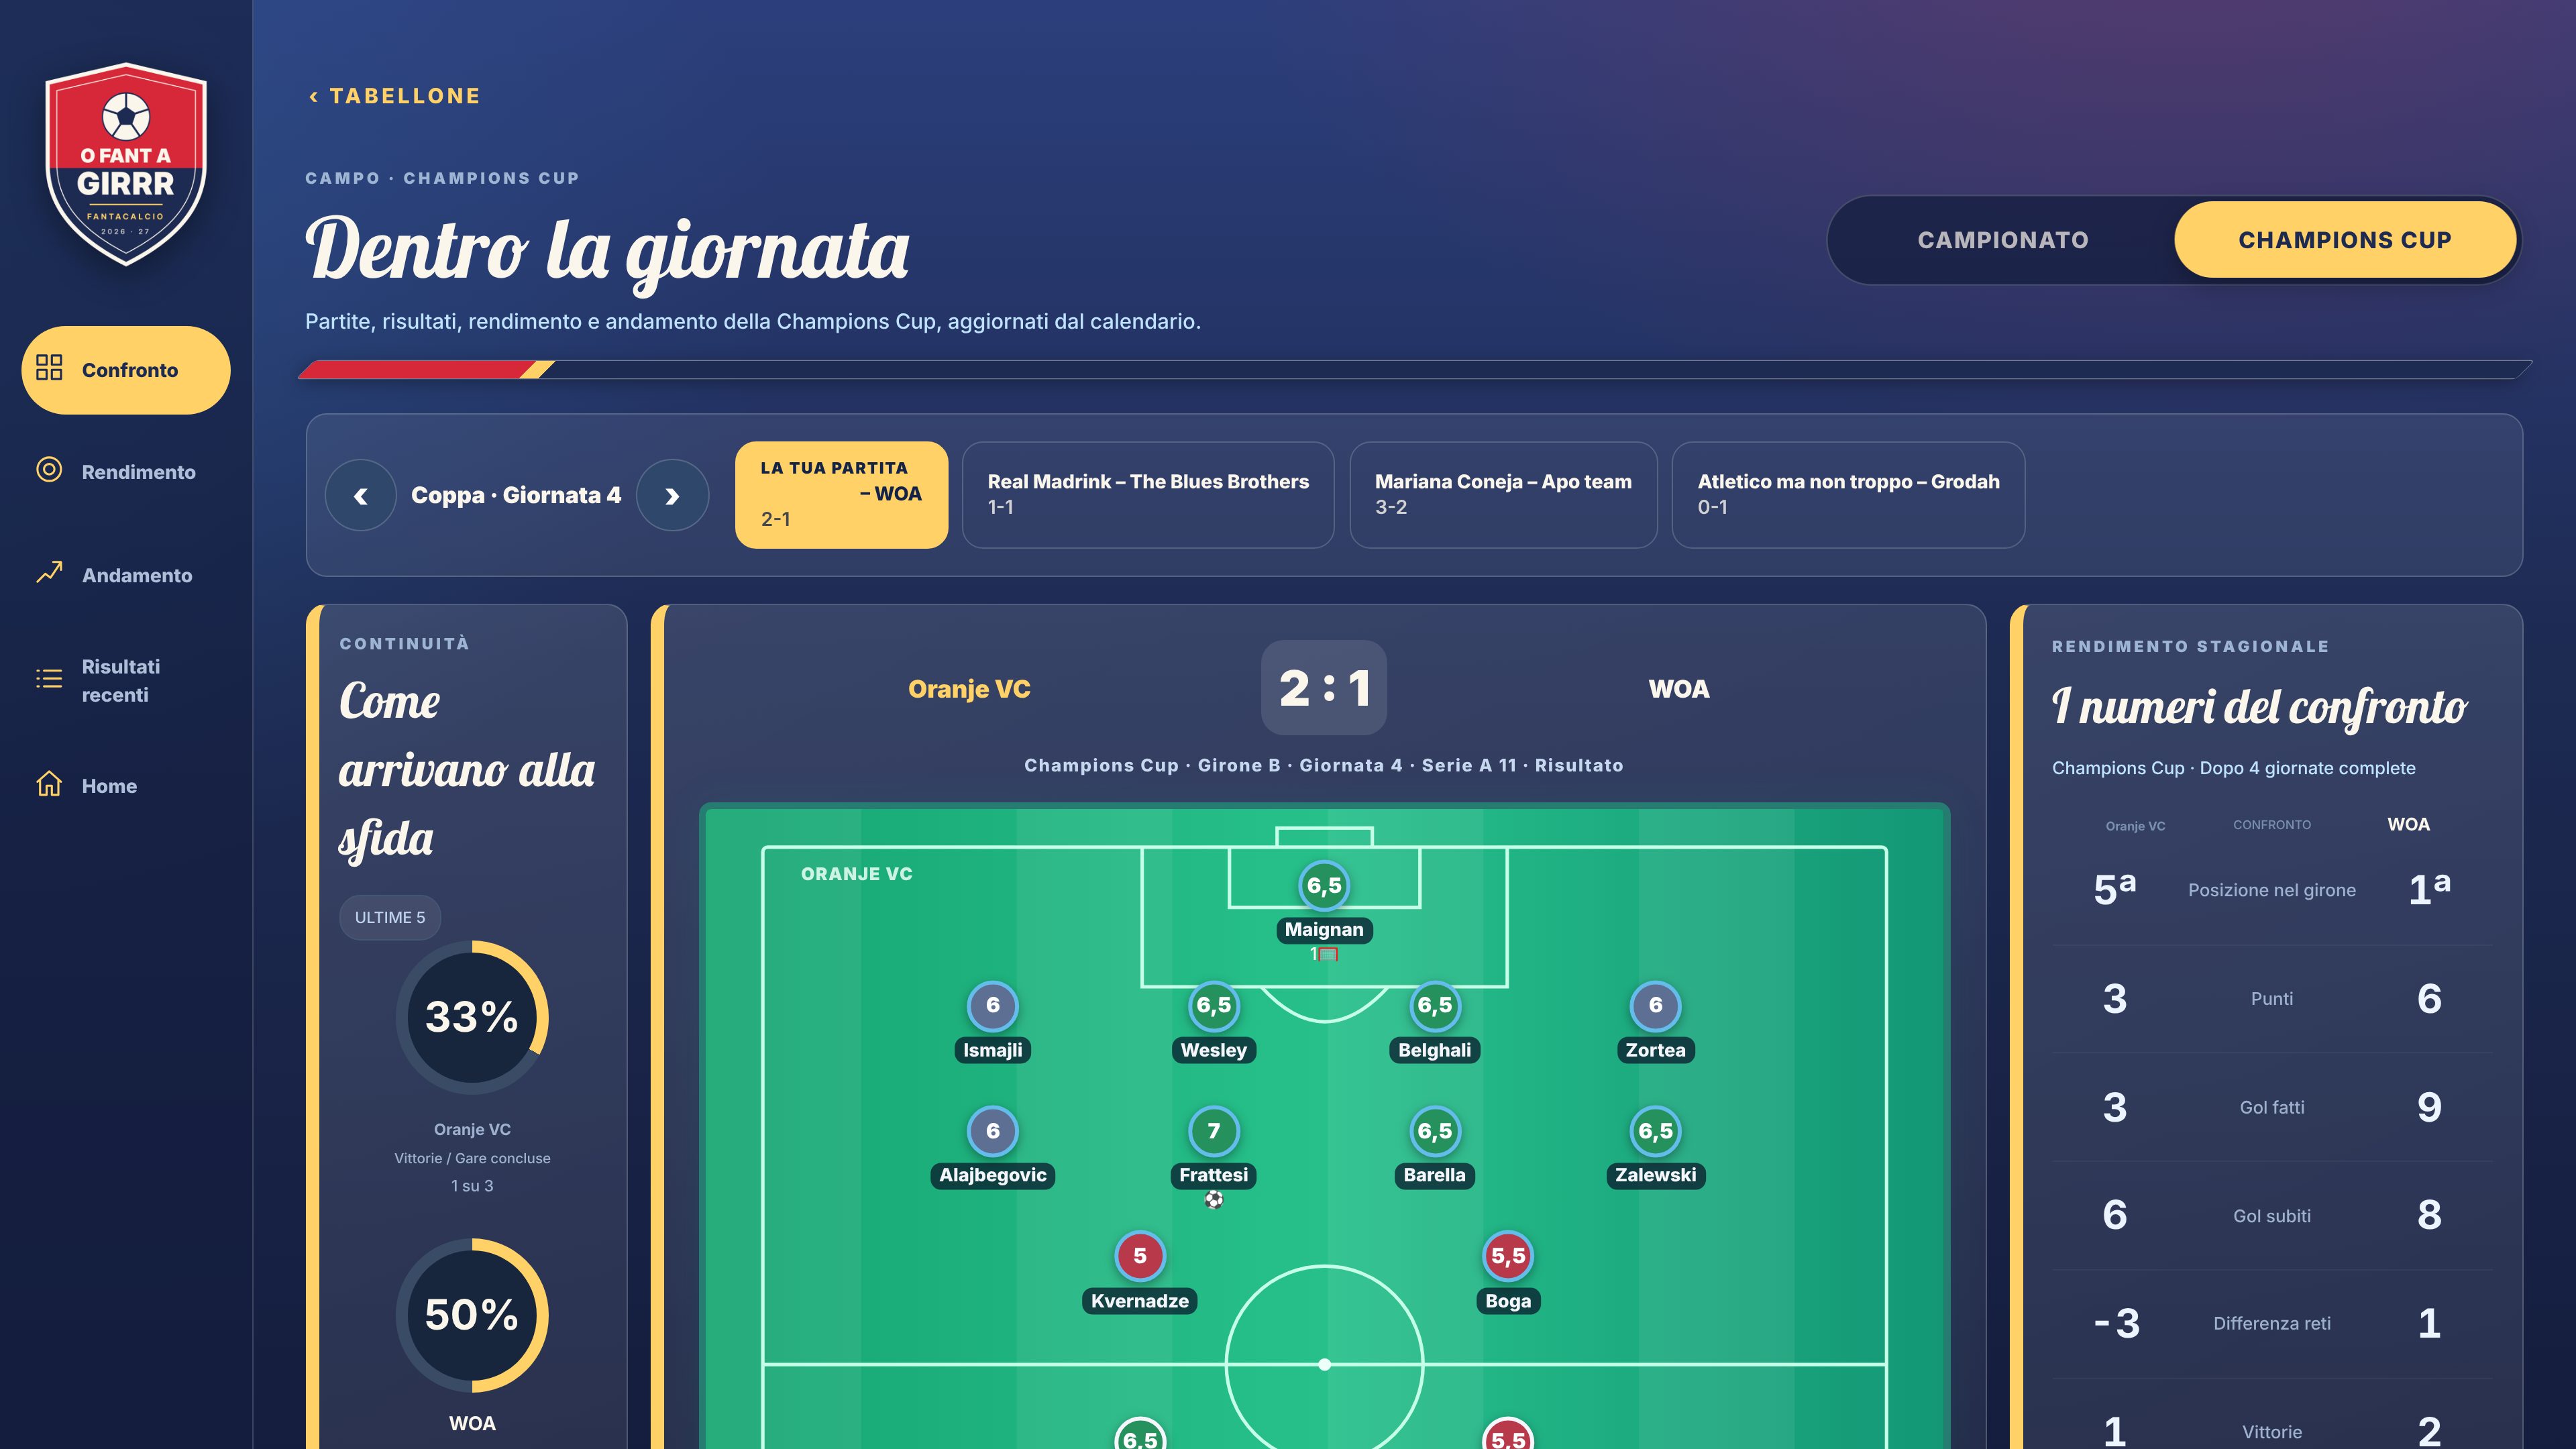 O FANT A
GIRRR
FANTACALCIO
2026 · 27
Confronto
Rendimento
Andamento
Risultati
recenti
Home
‹ TABELLONE
CAMPO · CHAMPIONS CUP
Dentro la giornata
Partite, risultati, rendimento e andamento della Champions Cup, aggiornati dal calendario.
CAMPIONATO
CHAMPIONS CUP
‹
Coppa · Giornata 4
›
LA TUA PARTITA
– WOA
2-1
Real Madrink – The Blues Brothers
1-1
Mariana Coneja – Apo team
3-2
Atletico ma non troppo – Grodah
0-1
CONTINUITÀ
Come
arrivano alla
sfida
ULTIME 5
33%
Oranje VC
Vittorie / Gare concluse
1 su 3
50%
WOA
Oranje VC
2 : 1
WOA
Champions Cup · Girone B · Giornata 4 · Serie A 11 · Risultato
ORANJE VC
6,5
Maignan
1
6 6,5 6,5 6
Ismajli Wesley Belghali Zortea
6 7 6,5 6,5
Alajbegovic Frattesi Barella Zalewski
5 5,5
Kvernadze Boga
6,5 5,5
RENDIMENTO STAGIONALE
I numeri del confronto
Champions Cup · Dopo 4 giornate complete
Oranje VC CONFRONTO WOA
5ª Posizione nel girone 1ª
3 Punti 6
3 Gol fatti 9
6 Gol subiti 8
-3 Differenza reti 1
1 Vittorie 2